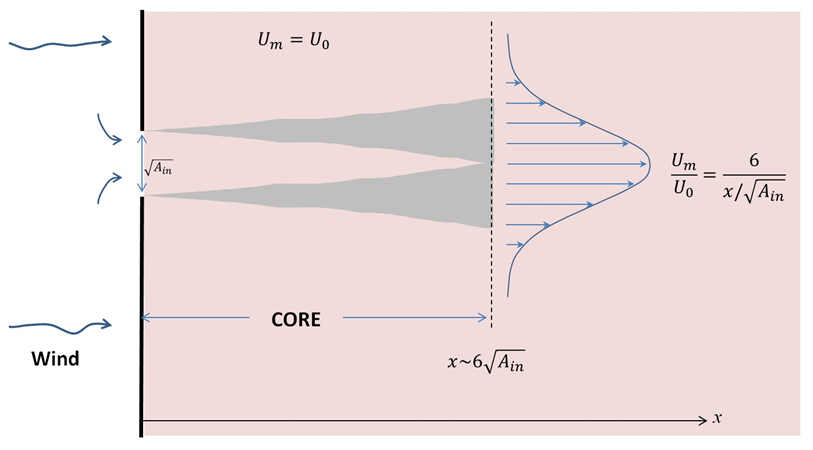 U_m = U_0
√A_in
U_m/U_0 = 6/(x/√A_in)
CORE
Wind
x~6√A_in
x